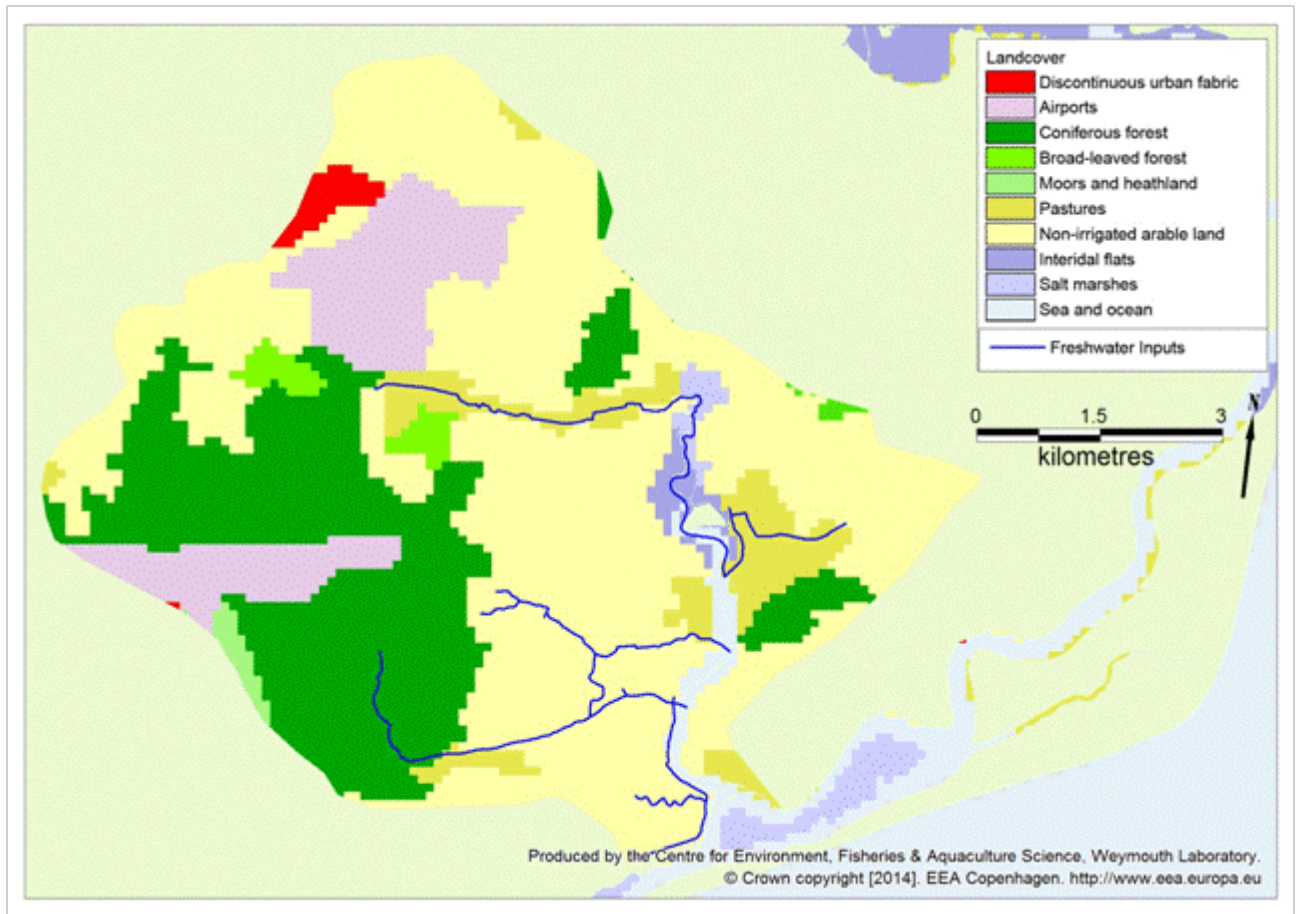 Landcover
Discontinuous urban fabric
Airports
Coniferous forest
Broad-leaved forest
Moors and heathland
Pastures
Non-irrigated arable land
Interidal flats
Salt marshes
Sea and ocean
Freshwater Inputs
N
0 1.5 3
kilometres
Produced by the Centre for Environment, Fisheries & Aquaculture Science, Weymouth Laboratory.
© Crown copyright [2014]. EEA Copenhagen. http://www.eea.europa.eu